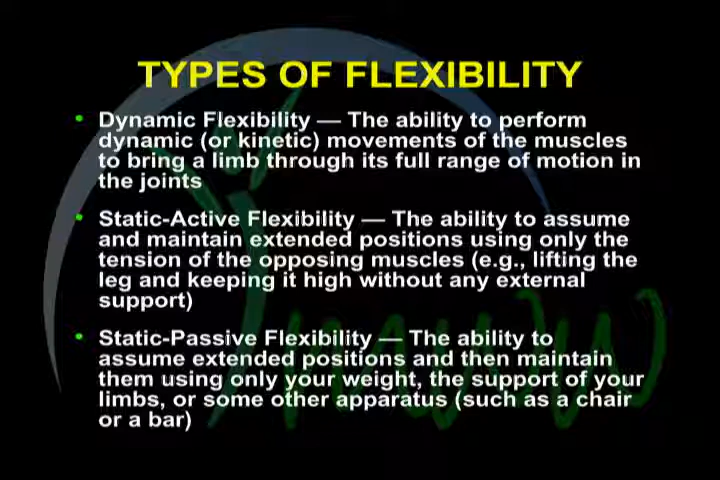 TYPES OF FLEXIBILITY
• Dynamic Flexibility — The ability to perform
dynamic (or kinetic) movements of the muscles
to bring a limb through its full range of motion in
the joints
• Static-Active Flexibility — The ability to assume
and maintain extended positions using only the
tension of the opposing muscles (e.g., lifting the
leg and keeping it high without any external
support)
• Static-Passive Flexibility — The ability to
assume extended positions and then maintain
them using only your weight, the support of your
limbs, or some other apparatus (such as a chair
or a bar)